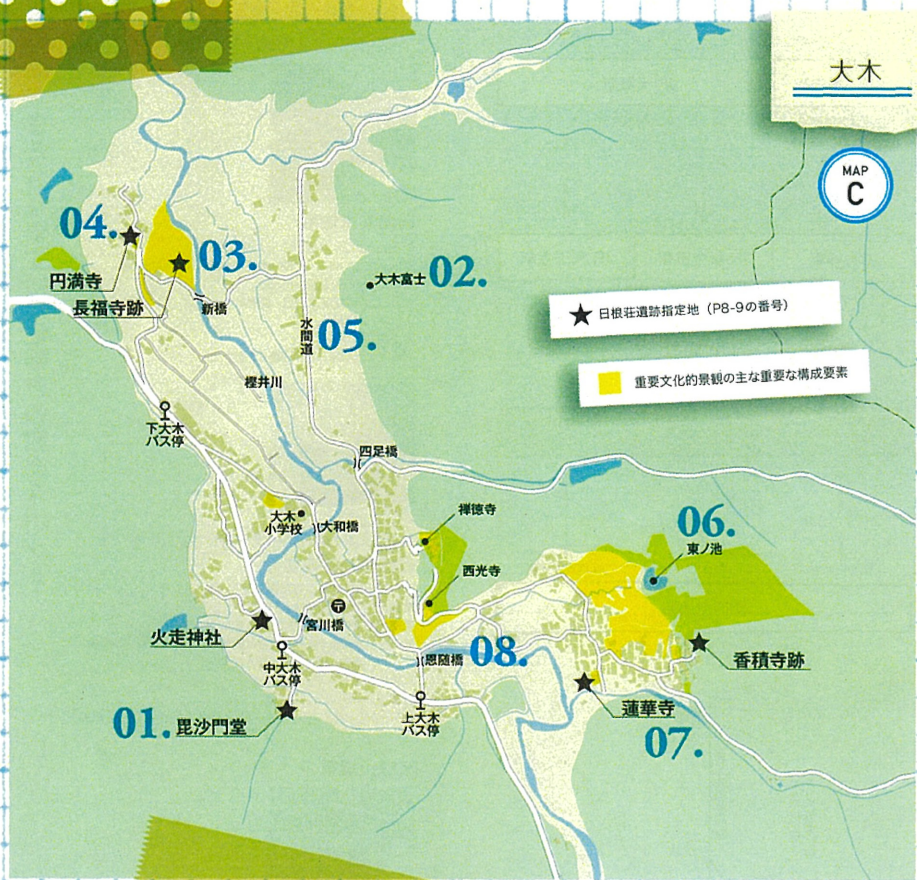 大木
MAP
C
04.
03.
円満寺
長福寺跡
新橋
大木富士
02.
★日根荘遺跡指定地（P8-9の番号）
水間道
05.
重要文化的景観の主な重要な構成要素
樫井川
下大木
バス停
四足橋
禅徳寺
大木
小学校
大和橋
06.
東ノ池
西光寺
〒
宮川橋
火走神社
中大木
バス停
恩随橋
08.
香積寺跡
蓮華寺
01.
毘沙門堂
上大木
バス停
07.